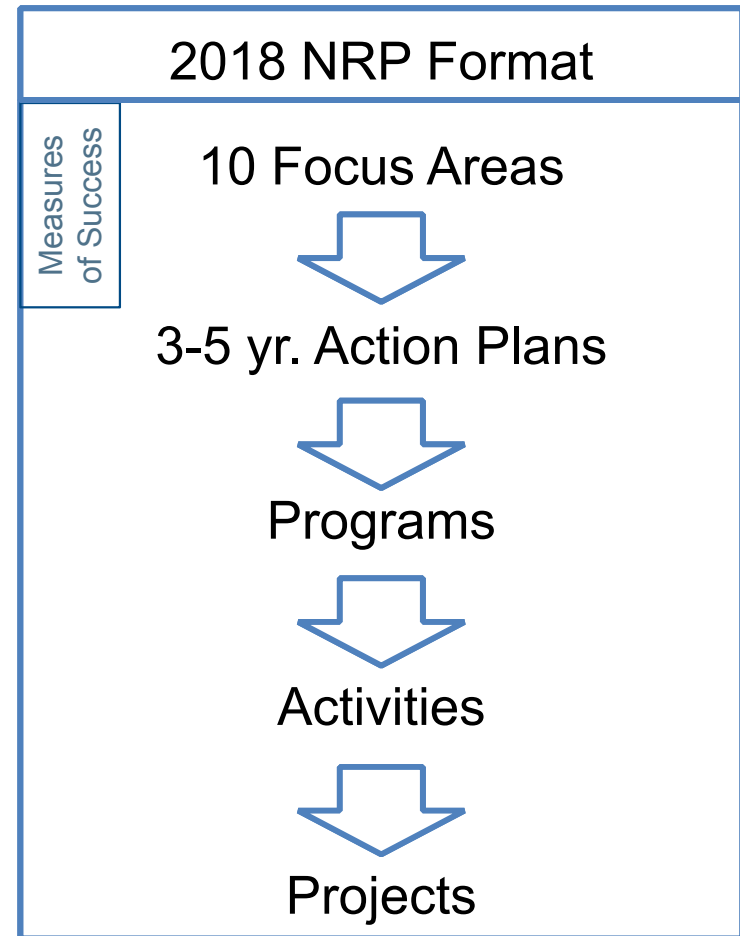 2018 NRP Format
Measures
of Success
10 Focus Areas
3-5 yr. Action Plans
Programs
Activities
Projects